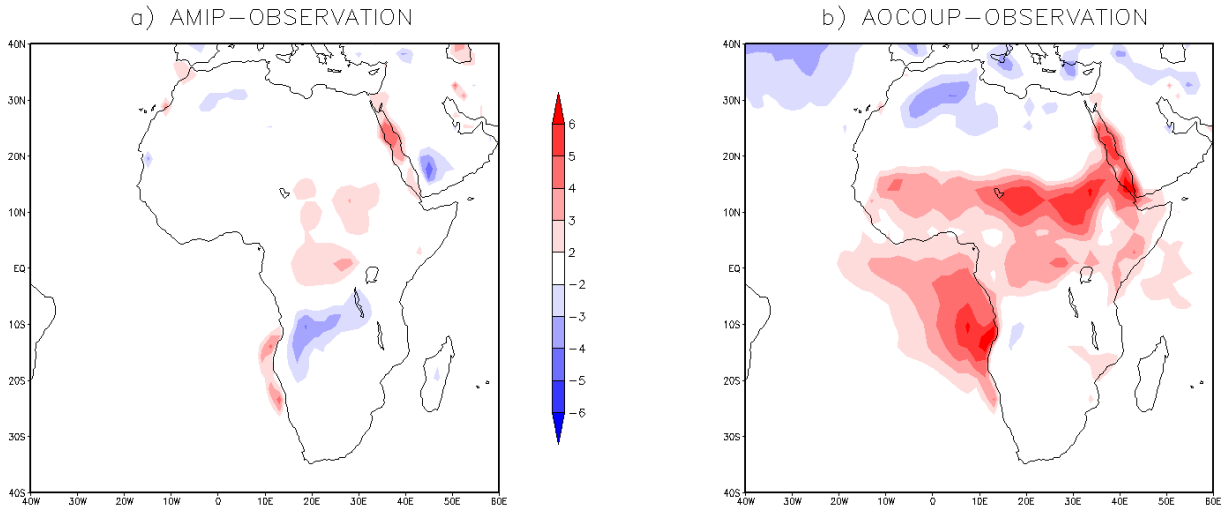 a) AMIP−OBSERVATION
b) AOCOUP−OBSERVATION
40N
30N
20N
10N
EQ
10S
20S
30S
40S
40W 30W 20W 10W 0 10E 20E 30E 40E 50E 60E
6
5
4
3
2
−2
−3
−4
−5
−6
40N
30N
20N
10N
EQ
10S
20S
30S
40S
40W 30W 20W 10W 0 10E 20E 30E 40E 50E 60E